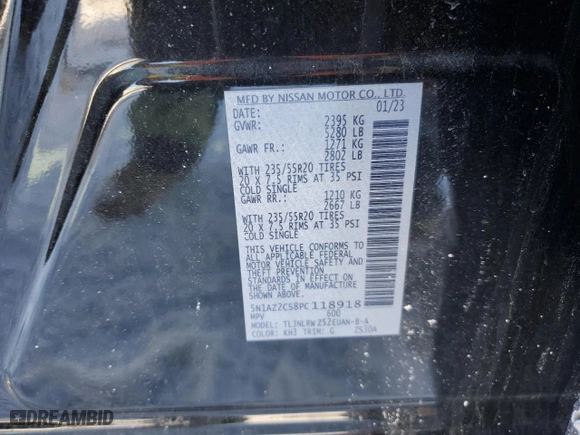 MFD BY NISSAN MOTOR CO., LTD.
DATE: 01/23
GVWR: 2395 KG
5280 LB
GAWR FR.: 1271 KG
2802 LB
WITH 235/55R20 TIRES
20 X 7.5 RIMS AT 35 PSI
COLD SINGLE
GAWR RR.: 1210 KG
2667 LB
WITH 235/55R20 TIRES
20 X 7.5 RIMS AT 35 PSI
COLD SINGLE
THIS VEHICLE CONFORMS TO
ALL APPLICABLE FEDERAL
MOTOR VEHICLE SAFETY AND
THEFT PREVENTION
STANDARDS IN EFFECT ON
THE DATE OF MANUFACTURE
SHOWN ABOVE.
5N1AZ2CS8PC118918
MPV 600
MODEL: TLJNLRWZ52EUAN-B-A
COLOR: KH3 TRIM: G Z530A
DREAMBID